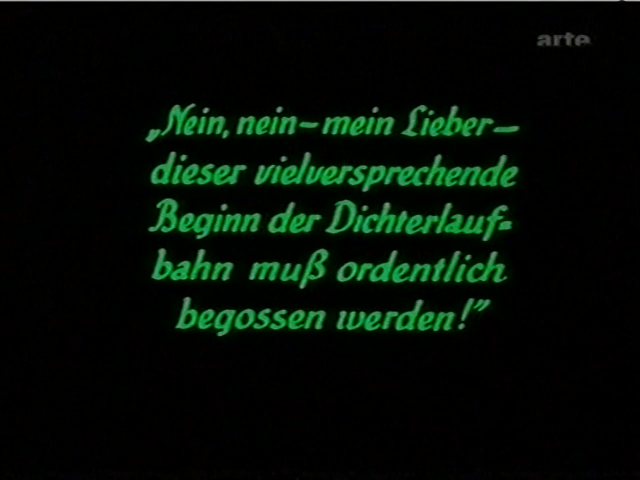 arte
„Nein, nein – mein Lieber –
dieser vielversprechende
Beginn der Dichterlauf=
bahn muß ordentlich
begossen werden!”